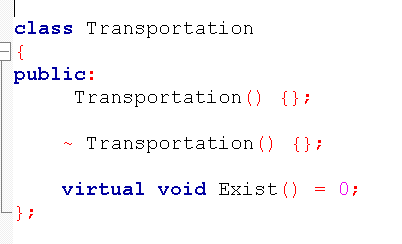 class Transportation
{
public:
     Transportation() {};
    ~ Transportation() {};
    virtual void Exist() = 0;
};